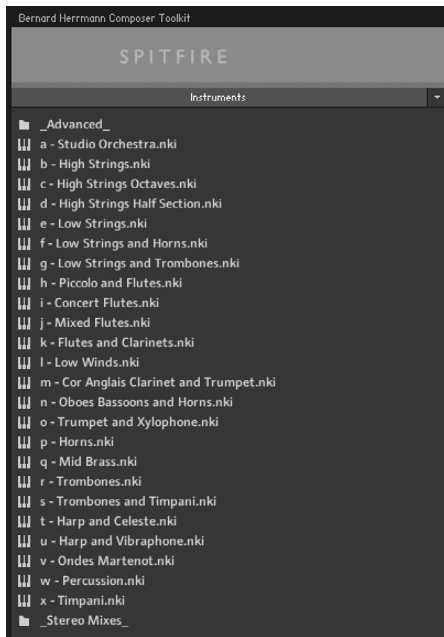 Bernard Herrmann Composer Toolkit
SPITFIRE
Instruments
_Advanced_
a - Studio Orchestra.nki
b - High Strings.nki
c - High Strings Octaves.nki
d - High Strings Half Section.nki
e - Low Strings.nki
f - Low Strings and Horns.nki
g - Low Strings and Trombones.nki
h - Piccolo and Flutes.nki
i - Concert Flutes.nki
j - Mixed Flutes.nki
k - Flutes and Clarinets.nki
l - Low Winds.nki
m - Cor Anglais Clarinet and Trumpet.nki
n - Oboes Bassoons and Horns.nki
o - Trumpet and Xylophone.nki
p - Horns.nki
q - Mid Brass.nki
r - Trombones.nki
s - Trombones and Timpani.nki
t - Harp and Celeste.nki
u - Harp and Vibraphone.nki
v - Ondes Martenot.nki
w - Percussion.nki
x - Timpani.nki
_Stereo Mixes_